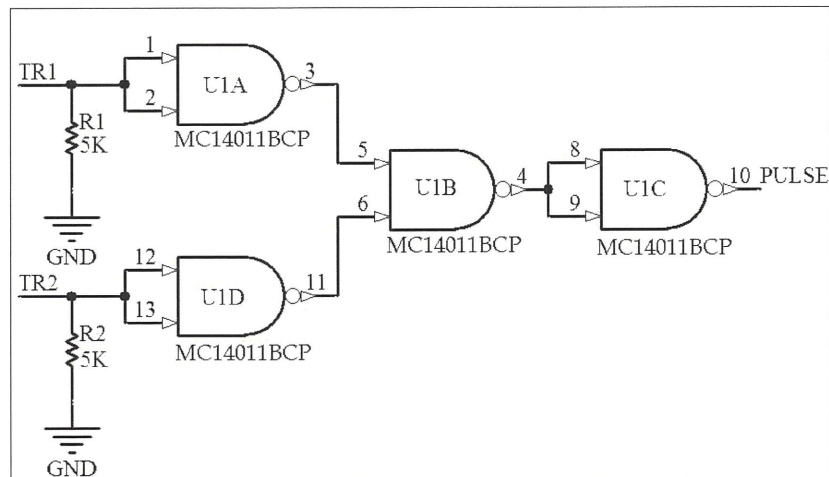 TR1
1
2
U1A
3
MC14011BCP
R1
5K
GND
5
6
U1B
4
MC14011BCP
8
9
U1C
10 PULSE
MC14011BCP
TR2
12
13
U1D
11
MC14011BCP
R2
5K
GND